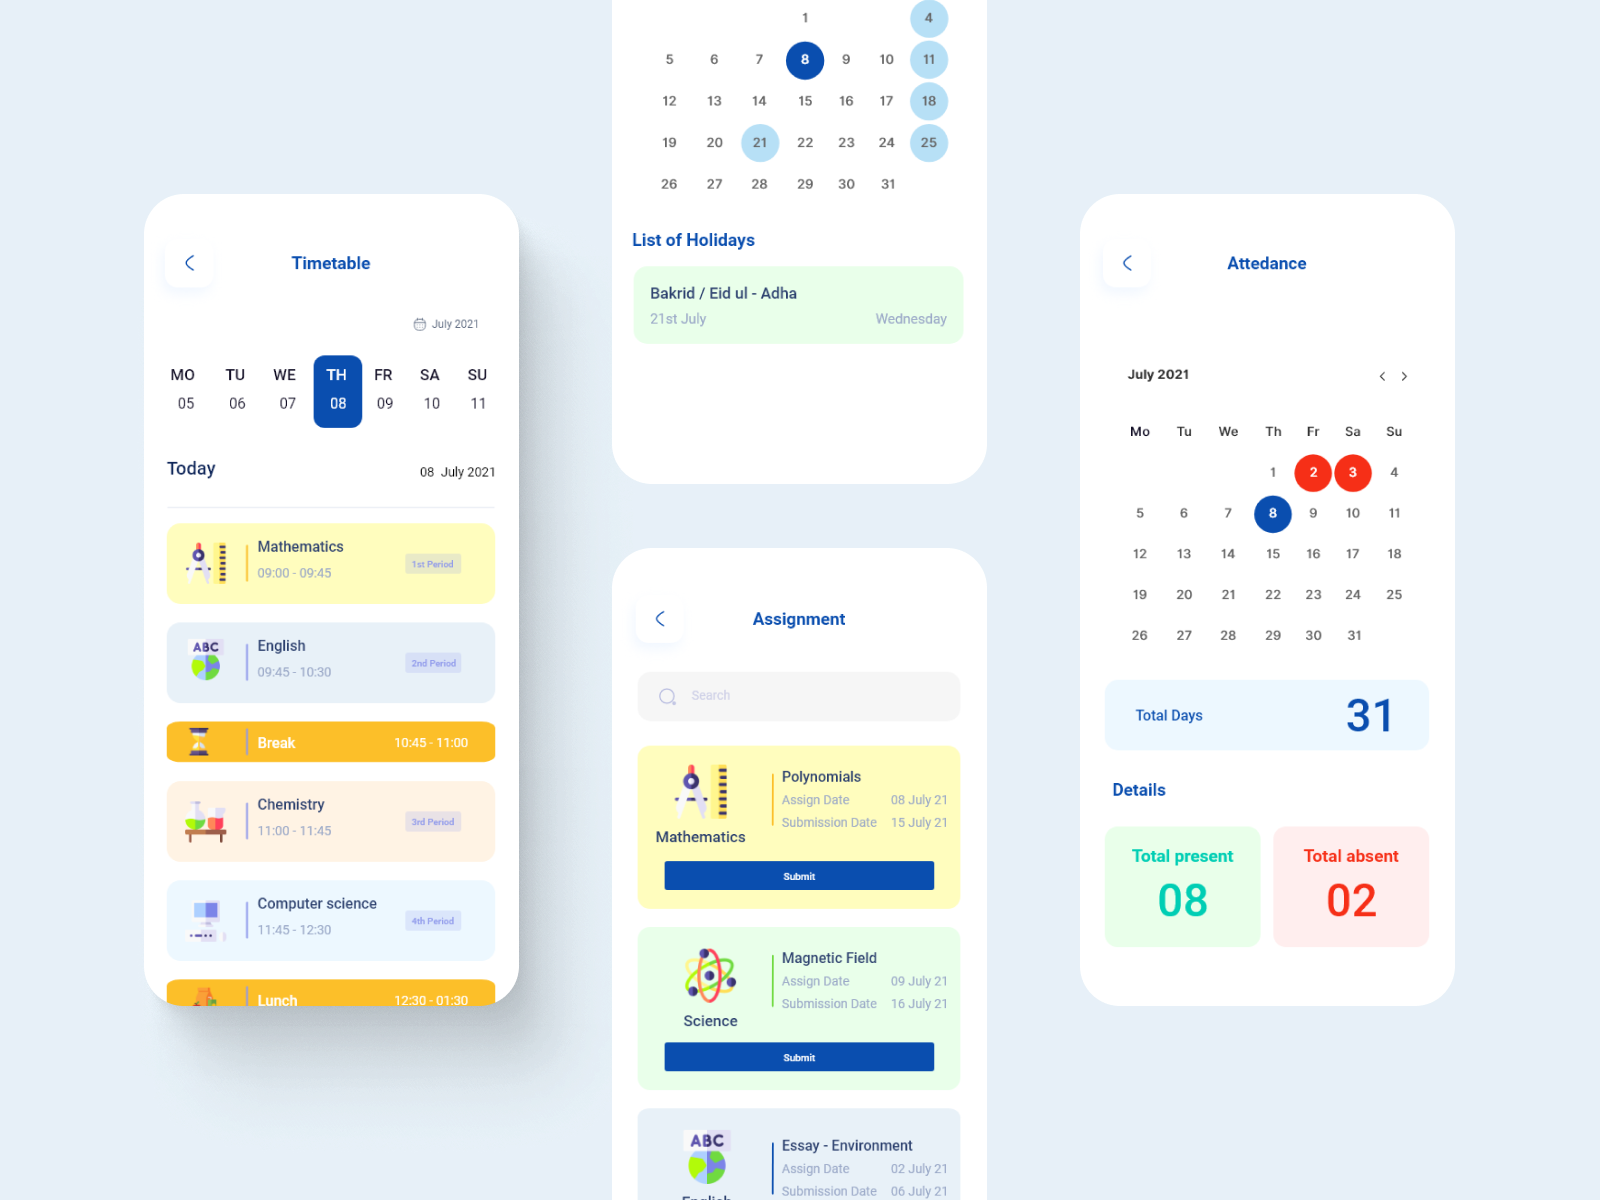 Timetable
July 2021
MO TU WE TH FR SA SU
05 06 07 08 09 10 11
Today
08 July 2021
Mathematics
09:00 - 09:45
1st Period
ABC
English
09:45 - 10:30
2nd Period
Break
10:45 - 11:00
Chemistry
11:00 - 11:45
3rd Period
Computer science
11:45 - 12:30
4th Period
Lunch
12:30 - 01:30
1 4
5 6 7 8 9 10 11
12 13 14 15 16 17 18
19 20 21 22 23 24 25
26 27 28 29 30 31
List of Holidays
Bakrid / Eid ul - Adha
21st July
Wednesday
Assignment
Search
Mathematics
Polynomials
Assign Date 08 July 21
Submission Date 15 July 21
Submit
Science
Magnetic Field
Assign Date 09 July 21
Submission Date 16 July 21
Submit
ABC
English
Essay - Environment
Assign Date 02 July 21
Submission Date 06 July 21
Attedance
July 2021
Mo Tu We Th Fr Sa Su
1 2 3 4
5 6 7 8 9 10 11
12 13 14 15 16 17 18
19 20 21 22 23 24 25
26 27 28 29 30 31
Total Days
31
Details
Total present
08
Total absent
02